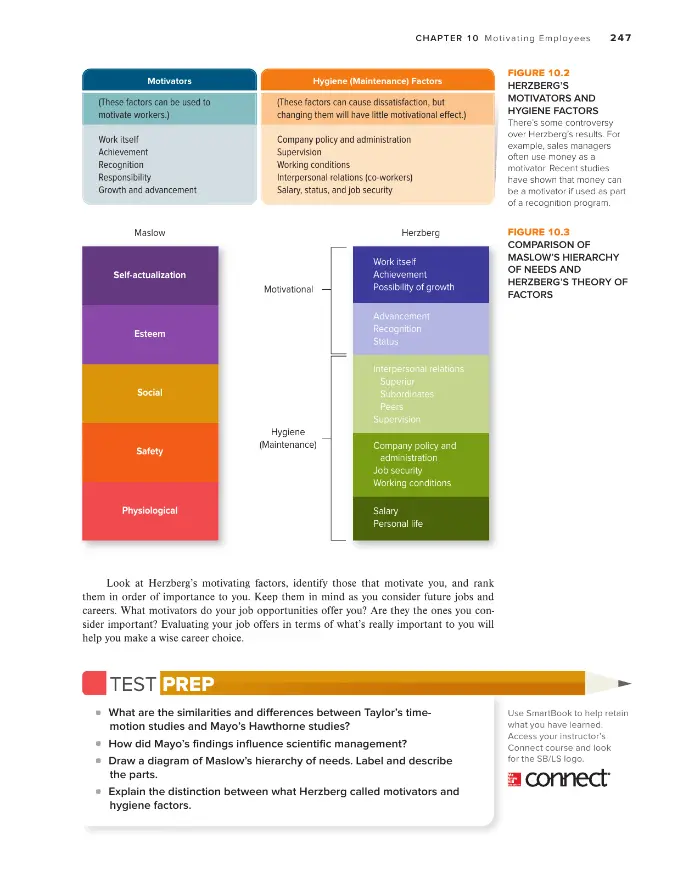 CHAPTER 10 Motivating Employees 247
Motivators
(These factors can be used to
motivate workers.)
Work itself
Achievement
Recognition
Responsibility
Growth and advancement
Hygiene (Maintenance) Factors
(These factors can cause dissatisfaction, but
changing them will have little motivational effect.)
Company policy and administration
Supervision
Working conditions
Interpersonal relations (co-workers)
Salary, status, and job security
FIGURE 10.2
HERZBERG'S
MOTIVATORS AND
HYGIENE FACTORS
There's some controversy
over Herzberg's results. For
example, sales managers
often use money as a
motivator. Recent studies
have shown that money can
be a motivator if used as part
of a recognition program.
Maslow
Self-actualization
Esteem
Social
Safety
Physiological
Motivational
Hygiene
(Maintenance)
Herzberg
Work itself
Achievement
Possibility of growth
Advancement
Recognition
Status
Interpersonal relations
Superior
Subordinates
Peers
Supervision
Company policy and
administration
Job security
Working conditions
Salary
Personal life
FIGURE 10.3
COMPARISON OF
MASLOW'S HIERARCHY
OF NEEDS AND
HERZBERG'S THEORY OF
FACTORS
Look at Herzberg's motivating factors, identify those that motivate you, and rank
them in order of importance to you. Keep them in mind as you consider future jobs and
careers. What motivators do your job opportunities offer you? Are they the ones you con-
sider important? Evaluating your job offers in terms of what's really important to you will
help you make a wise career choice.
TEST PREP
• What are the similarities and differences between Taylor's time-
motion studies and Mayo's Hawthorne studies?
• How did Mayo's findings influence scientific management?
• Draw a diagram of Maslow's hierarchy of needs. Label and describe
the parts.
• Explain the distinction between what Herzberg called motivators and
hygiene factors.
Use SmartBook to help retain
what you have learned.
Access your instructor's
Connect course and look
for the SB/LS logo.
connect